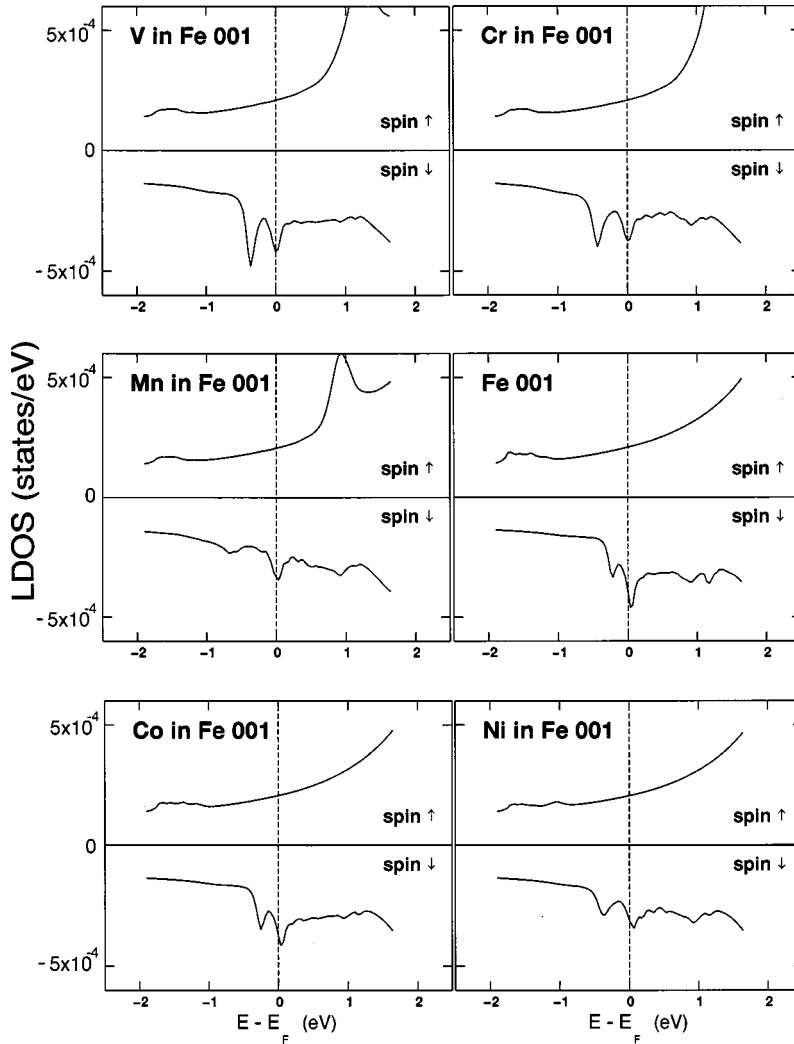 5x10⁻⁴
V in Fe 001
Cr in Fe 001
spin ↑
spin ↑
0
spin ↓
spin ↓
- 5x10⁻⁴
−2 −1 0 1 2
−2 −1 0 1 2
LDOS (states/eV)
5x10⁻⁴
Mn in Fe 001
Fe 001
spin ↑
spin ↑
0
spin ↓
spin ↓
- 5x10⁻⁴
−2 −1 0 1 2
−2 −1 0 1 2
5x10⁻⁴
Co in Fe 001
Ni in Fe 001
spin ↑
spin ↑
0
spin ↓
spin ↓
- 5x10⁻⁴
−2 −1 0 1 2
−2 −1 0 1 2
E - E_F (eV)
E - E_F (eV)